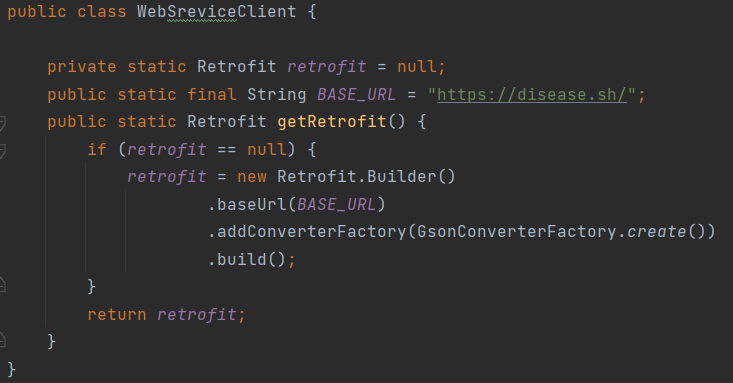 public class WebSreviceClient {
private static Retrofit retrofit = null;
public static final String BASE_URL = "https://disease.sh/";
public static Retrofit getRetrofit() {
if (retrofit == null) {
retrofit = new Retrofit.Builder()
.baseUrl(BASE_URL)
.addConverterFactory(GsonConverterFactory.create())
.build();
}
return retrofit;
}
}